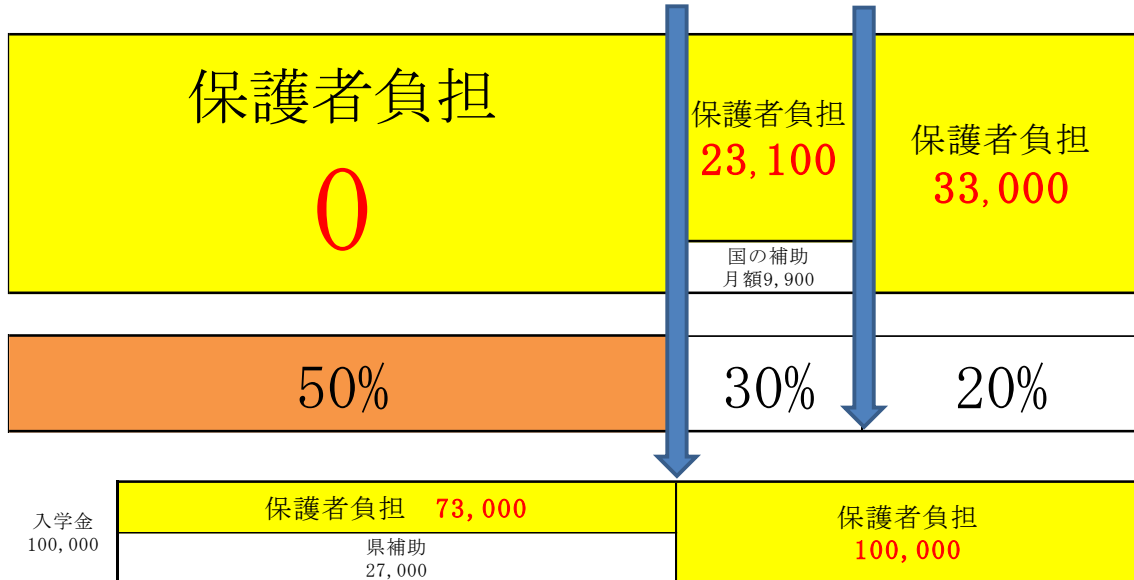 保護者負担
0
保護者負担
23,100
国の補助
月額9,900
保護者負担
33,000
50%
30%
20%
入学金
100,000
保護者負担 73,000
県補助
27,000
保護者負担
100,000